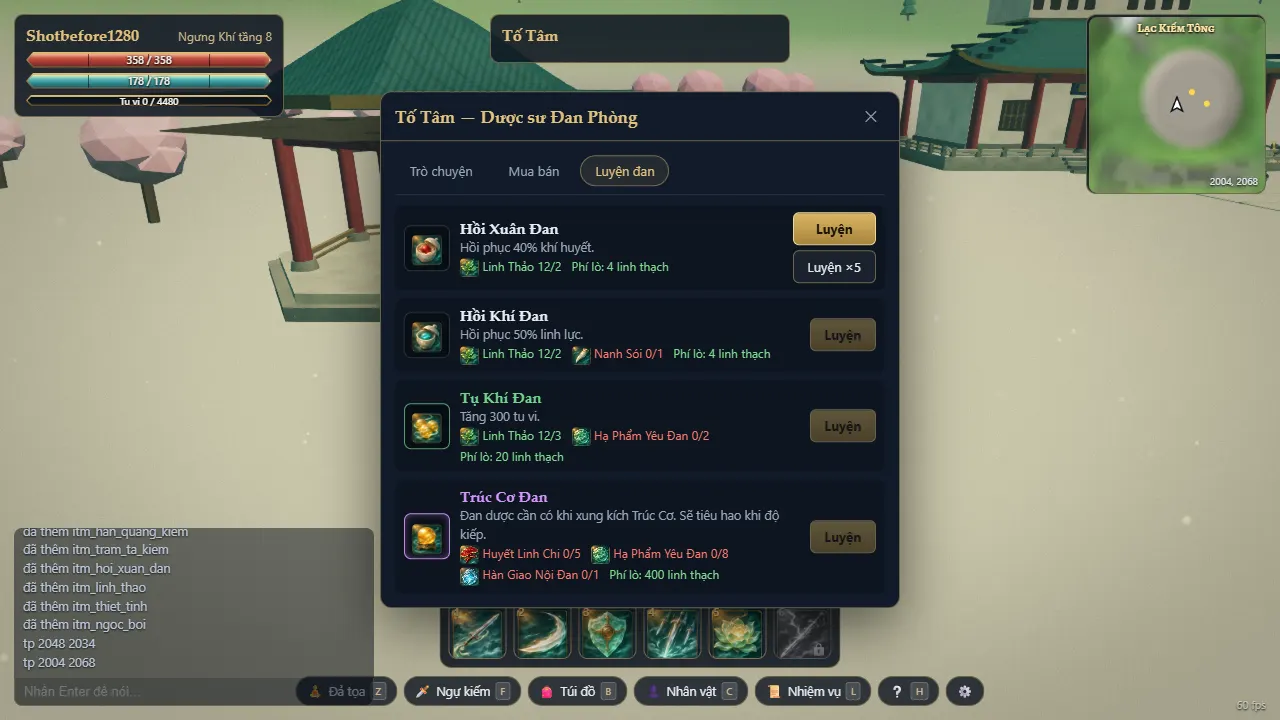 Shotbefore1280
Ngưng Khí tầng 8
358 / 358
178 / 178
Tu vi 0 / 4480
Tố Tâm
LẠC KIẾM TÔNG
2004, 2068
Tố Tâm — Dược sư Đan Phòng
Trò chuyện
Mua bán
Luyện đan
Hồi Xuân Đan
Hồi phục 40% khí huyết.
Linh Thảo 12/2 Phí lò: 4 linh thạch
Luyện
Luyện ×5
Hồi Khí Đan
Hồi phục 50% linh lực.
Linh Thảo 12/2 Nanh Sói 0/1 Phí lò: 4 linh thạch
Luyện
Tụ Khí Đan
Tăng 300 tu vi.
Linh Thảo 12/3 Hạ Phẩm Yêu Đan 0/2
Phí lò: 20 linh thạch
Luyện
Trúc Cơ Đan
Đan dược cần có khi xung kích Trúc Cơ. Sẽ tiêu hao khi độ
kiếp.
Huyết Linh Chi 0/5 Hạ Phẩm Yêu Đan 0/8
Hàn Giao Nội Đan 0/1 Phí lò: 400 linh thạch
Luyện
đã thêm itm_han_quang_kiem
đã thêm itm_tram_ta_kiem
đã thêm itm_hoi_xuan_dan
đã thêm itm_linh_thao
đã thêm itm_thiet_tinh
đã thêm itm_ngoc_boi
tp 2048 2034
tp 2004 2068
Nhấn Enter để nói...
Đả tọa Z
Ngự kiếm F
Túi đồ B
Nhân vật C
Nhiệm vụ L
? H
60 fps